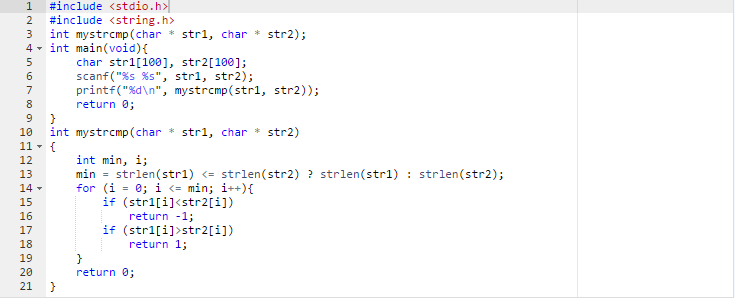 1 #include <stdio.h>
2 #include <string.h>
3 int mystrcmp(char * str1, char * str2);
4 int main(void){
5     char str1[100], str2[100];
6     scanf("%s %s", str1, str2);
7     printf("%d\n", mystrcmp(str1, str2));
8     return 0;
9 }
10 int mystrcmp(char * str1, char * str2)
11 {
12     int min, i;
13     min = strlen(str1) <= strlen(str2) ? strlen(str1) : strlen(str2);
14     for (i = 0; i <= min; i++){
15         if (str1[i]<str2[i])
16             return -1;
17         if (str1[i]>str2[i])
18             return 1;
19     }
20     return 0;
21 }